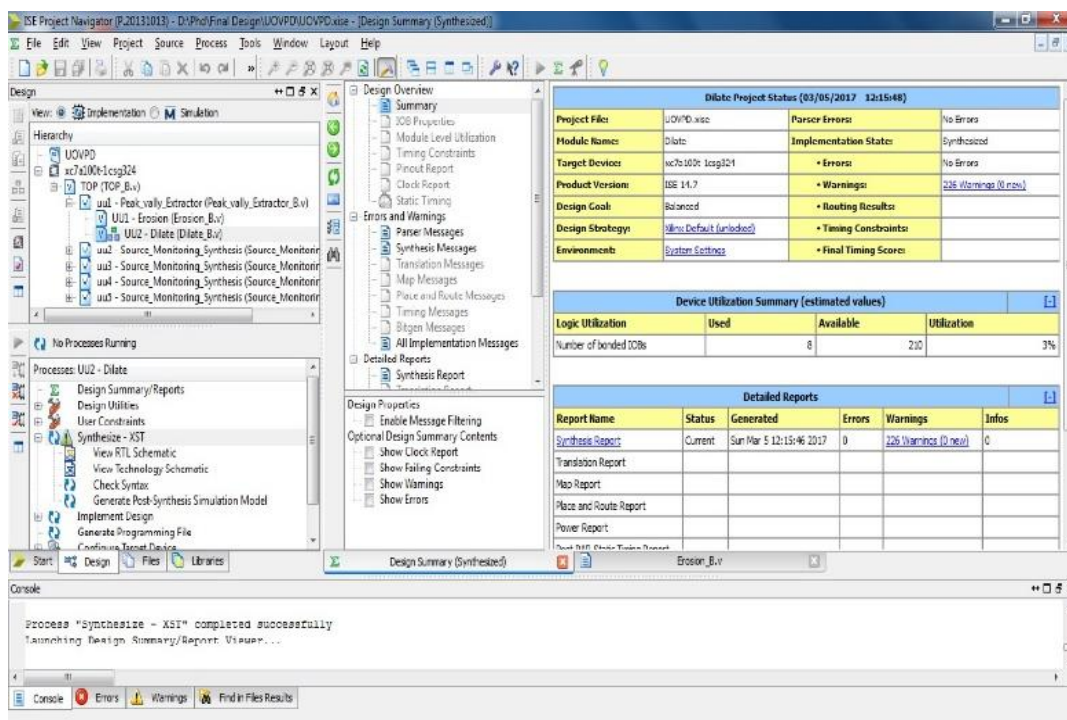 ISE Project Navigator (P.20131013) - D:\Phd\Final Design\UOVPD\UOVPD.xise - [Design Summary (Synthesized)]
File Edit View Project Source Process Tools Window Layout Help
Design
View: Implementation Simulation
Hierarchy
UOVPD
xc7a100t-1csg324
TOP (TOP_B.v)
uu1 - Peak_vally_Extractor (Peak_vally_Extractor_B.v)
UU1 - Erosion (Erosion_B.v)
UU2 - Dilate (Dilate_B.v)
uu2 - Source_Monitoring_Synthesis (Source_Monitorin
uu3 - Source_Monitoring_Synthesis (Source_Monitorin
uu4 - Source_Monitoring_Synthesis (Source_Monitorin
uu5 - Source_Monitoring_Synthesis (Source_Monitorin
No Processes Running
Processes: UU2 - Dilate
Design Summary/Reports
Design Utilities
User Constraints
Synthesize - XST
View RTL Schematic
View Technology Schematic
Check Syntax
Generate Post-Synthesis Simulation Model
Implement Design
Generate Programming File
Configure Target Device
Start Design Files Libraries
Design Overview
Summary
IOB Properties
Module Level Utilization
Timing Constraints
Pinout Report
Clock Report
Static Timing
Errors and Warnings
Parser Messages
Synthesis Messages
Translation Messages
Map Messages
Place and Route Messages
Timing Messages
Bitgen Messages
All Implementation Messages
Detailed Reports
Synthesis Report
Design Properties
Enable Message Filtering
Optional Design Summary Contents
Show Clock Report
Show Failing Constraints
Show Warnings
Show Errors
Dilate Project Status (03/05/2017 12:15:48)
Project File: UOVPD.xise Parser Errors: No Errors
Module Name: Dilate Implementation State: Synthesized
Target Device: xc7a100t-1csg324 • Errors: No Errors
Product Version: ISE 14.7 • Warnings: 226 Warnings (0 new)
Design Goal: Balanced • Routing Results:
Design Strategy: Xilinx Default (unlocked) • Timing Constraints:
Environment: System Settings • Final Timing Score:
Device Utilization Summary (estimated values) [-]
Logic Utilization Used Available Utilization
Number of bonded IOBs 8 210 3%
Detailed Reports [-]
Report Name Status Generated Errors Warnings Infos
Synthesis Report Current Sun Mar 5 12:15:46 2017 0 226 Warnings (0 new) 0
Translation Report
Map Report
Place and Route Report
Power Report
Post-PAR Static Timing Report
Design Summary (Synthesized) Erosion_B.v
Console
Process "Synthesize - XST" completed successfully
Launching Design Summary/Report Viewer...
Console Errors Warnings Find in Files Results